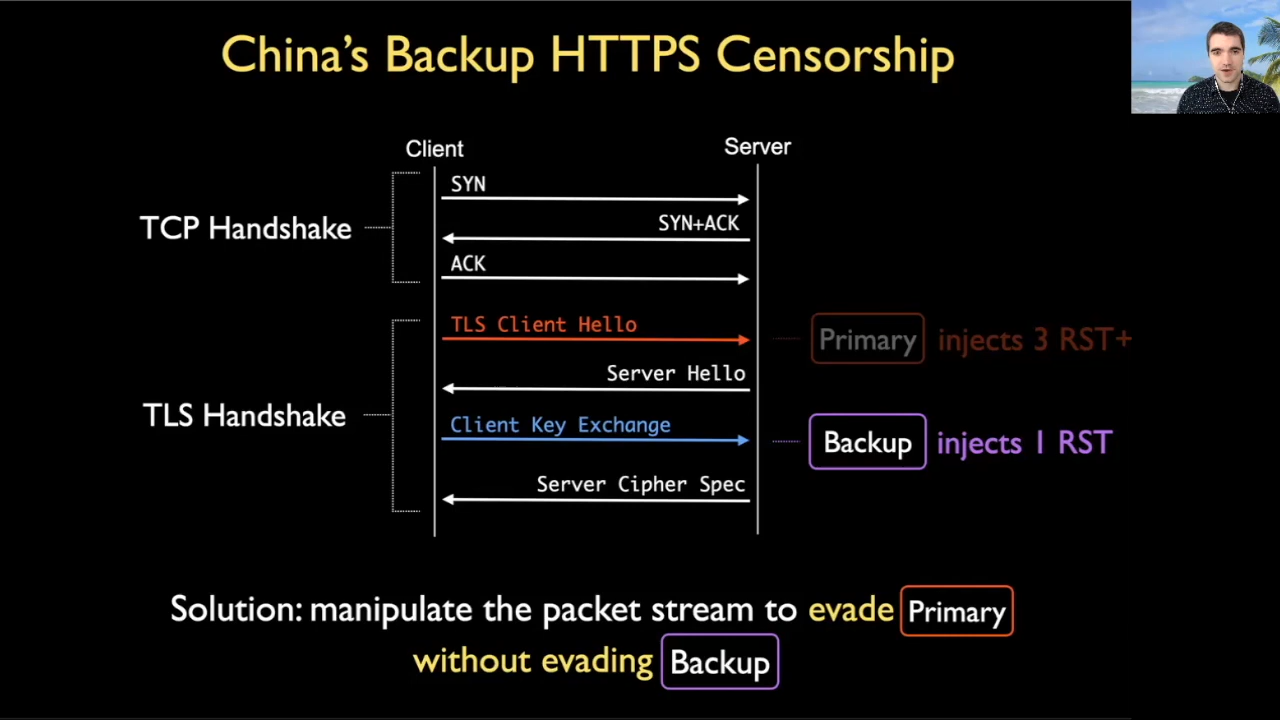 China's Backup HTTPS Censorship
Client
Server
SYN
SYN+ACK
ACK
TCP Handshake
TLS Client Hello
Primary injects 3 RST+
Server Hello
TLS Handshake
Client Key Exchange
Backup injects 1 RST
Server Cipher Spec
Solution: manipulate the packet stream to evade Primary
without evading Backup